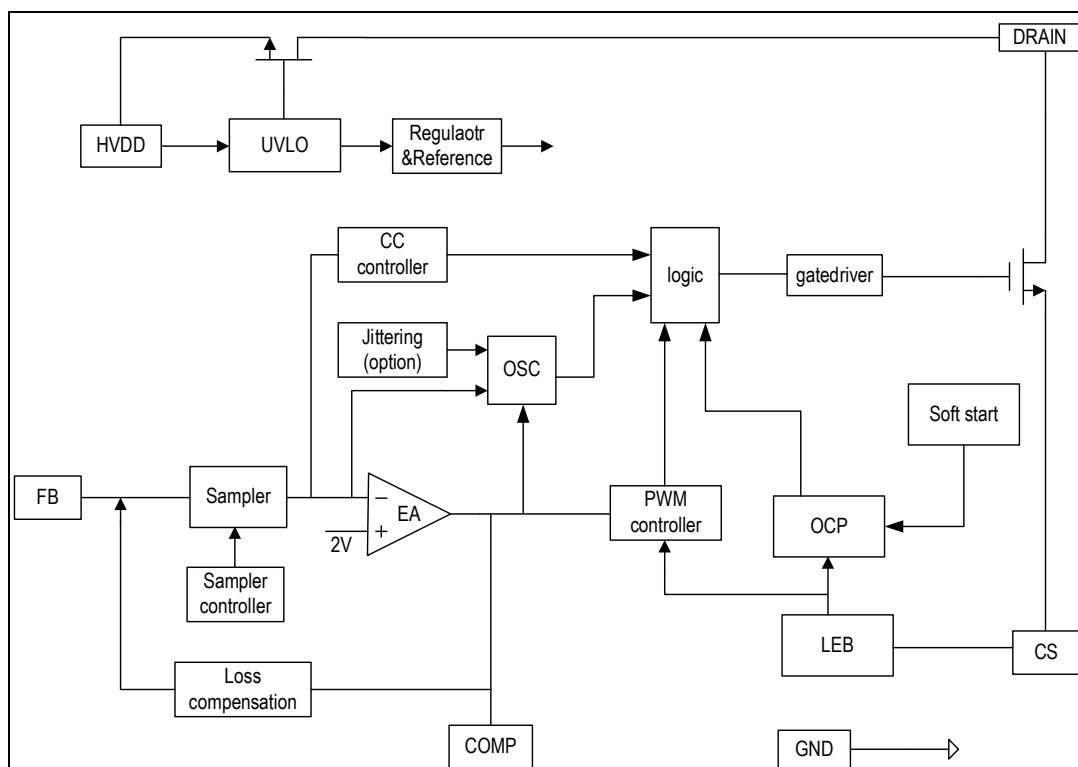 DRAIN
HVDD
UVLO
Regulaotr
&Reference
CC
controller
logic
gatedriver
Jittering
(option)
OSC
Soft start
FB
Sampler
−
EA
+
2V
PWM
controller
OCP
Sampler
controller
LEB
CS
Loss
compensation
COMP
GND